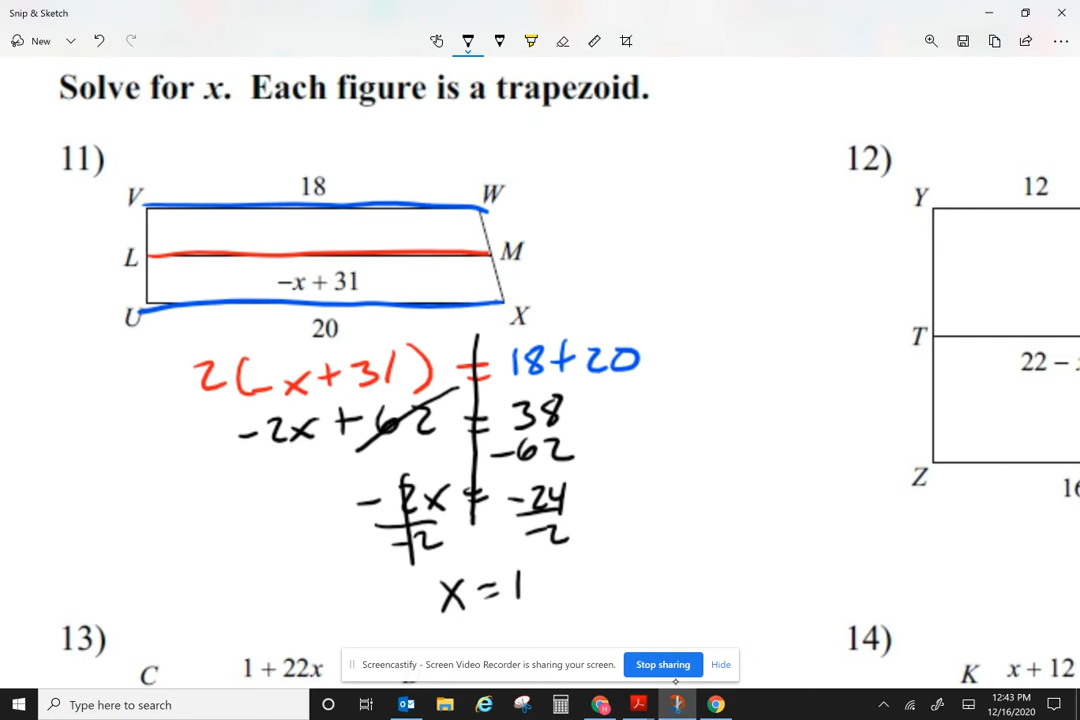 Snip & Sketch
New
Solve for x. Each figure is a trapezoid.
11)
12)
18
V
W
Y
12
L
M
-x + 31
U
X
20
T
22 -
Z
16
2(-x+31) = 18+20
-2x + 62 = 38
-62
-2x = -24
-2 -2
x = 1
13)
14)
C
1 + 22x
K
x + 12
Screencastify - Screen Video Recorder is sharing your screen.
Stop sharing
Hide
Type here to search
12:43 PM
12/16/2020